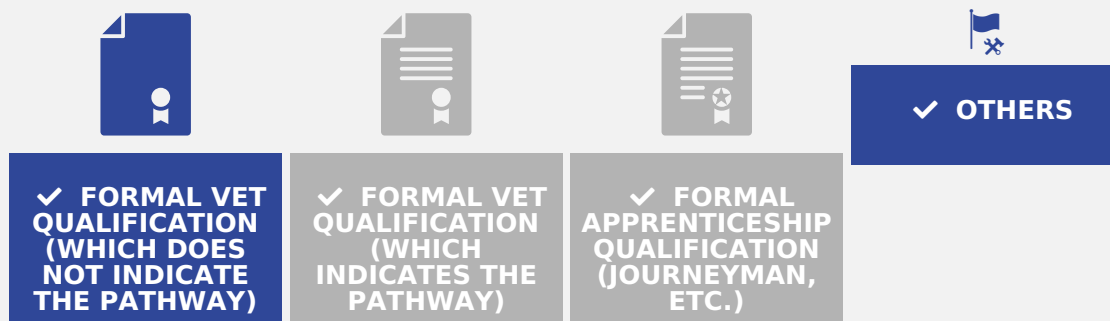 ✓ FORMAL VET
QUALIFICATION
(WHICH DOES
NOT INDICATE
THE PATHWAY)
✓ FORMAL VET
QUALIFICATION
(WHICH
INDICATES THE
PATHWAY)
✓ FORMAL
APPRENTICESHIP
QUALIFICATION
(JOURNEYMAN,
ETC.)
✓ OTHERS